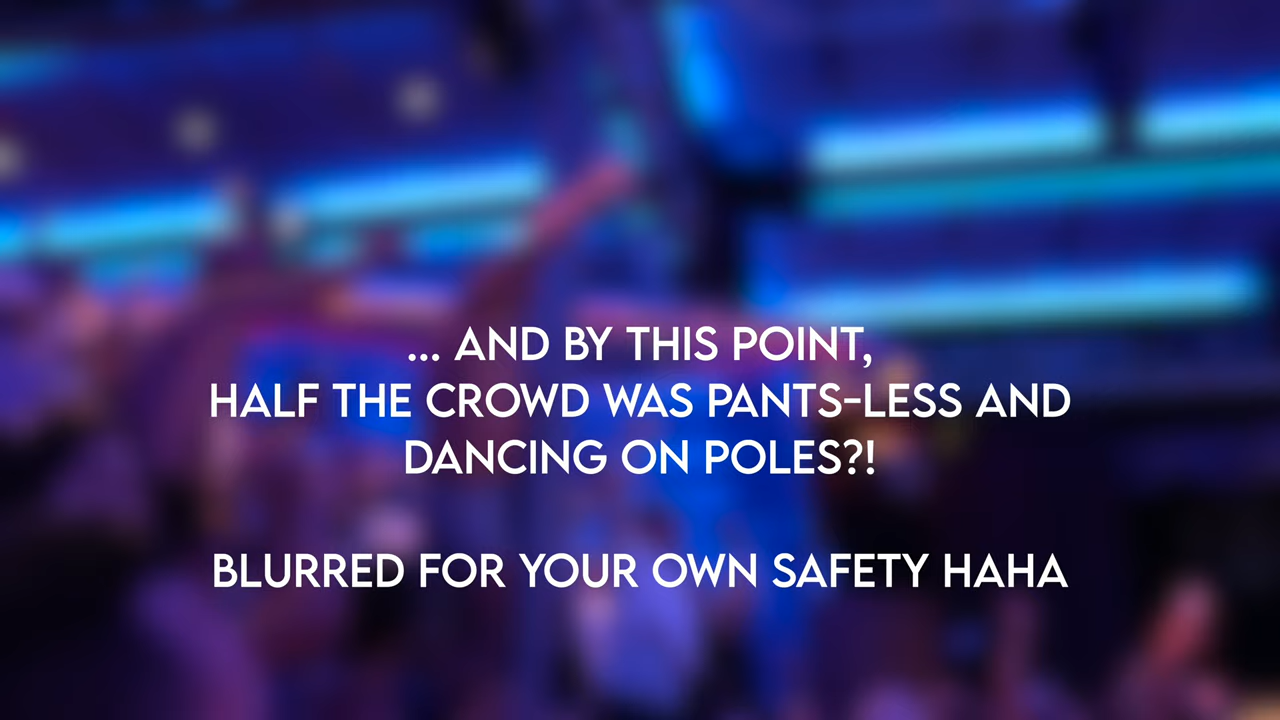 ... AND BY THIS POINT,
HALF THE CROWD WAS PANTS-LESS AND
DANCING ON POLES?!
BLURRED FOR YOUR OWN SAFETY HAHA